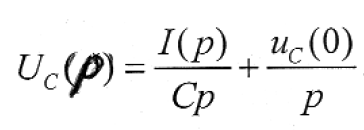 U_C(p) = I(p)/Cp + u_C(0)/p